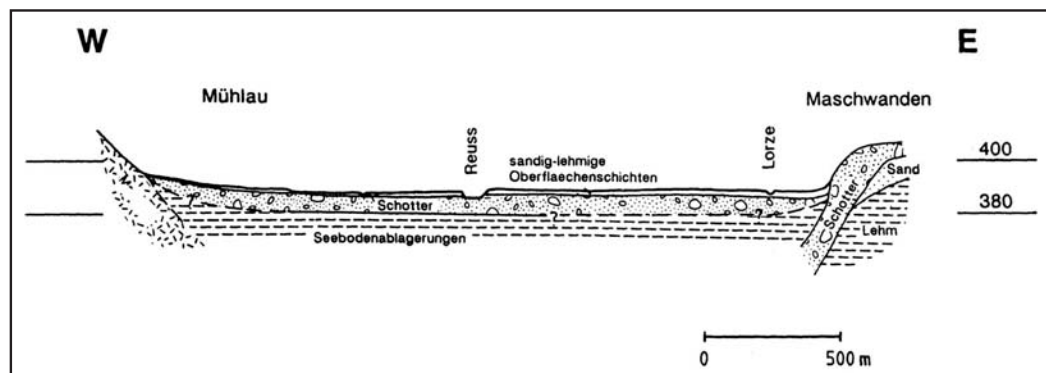 W
E
Mühlau
Reuss
Lorze
Maschwanden
sandig-lehmige
Oberflaechenschichten
400
Sand
Schotter
Schotter
380
?
?
?
Lehm
Seebodenablagerungen
0
500 m